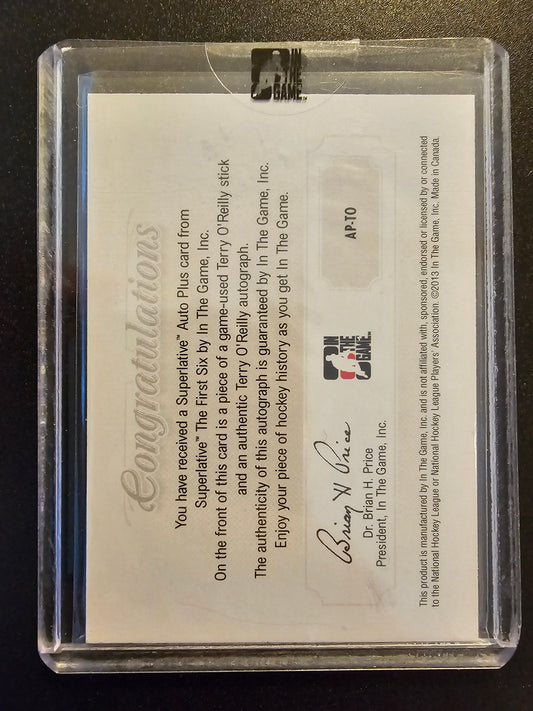 IN
THE
GAME
Congratulations
You have received a Superlative™ Auto Plus card from
Superlative™ The First Six by In The Game, Inc.
On the front of this card is a piece of a game-used Terry O'Reilly stick
and an authentic Terry O'Reilly autograph.
The authenticity of this autograph is guaranteed by In The Game, Inc.
Enjoy your piece of hockey history as you get In The Game.
Brian H Price
Dr. Brian H. Price
President, In The Game, Inc.
IN
THE
GAME™
AP-TO
This product is manufactured by In The Game, Inc. and is not affiliated with, sponsored, endorsed or licensed by or connected
to the National Hockey League or National Hockey League Players' Association. ©2013 In The Game, Inc. Made in Canada.